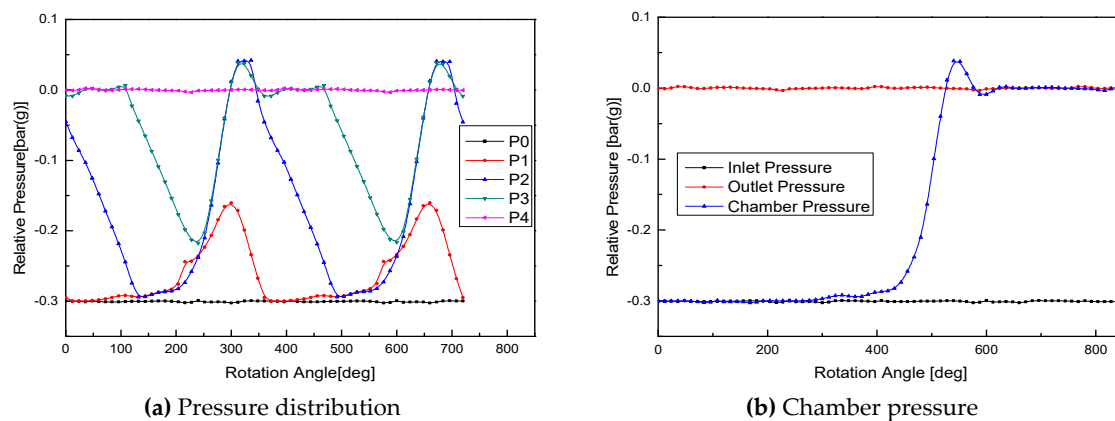 0.1
0.0
-0.1
-0.2
-0.3
0 100 200 300 400 500 600 700 800
Relative Pressure[bar(g)]
Rotation Angle[deg]
P0
P1
P2
P3
P4
(a) Pressure distribution
0.1
0.0
-0.1
-0.2
-0.3
0 200 400 600 800
Relative Pressure [bar(g)]
Rotation Angle [deg]
Inlet Pressure
Outlet Pressure
Chamber Pressure
(b) Chamber pressure